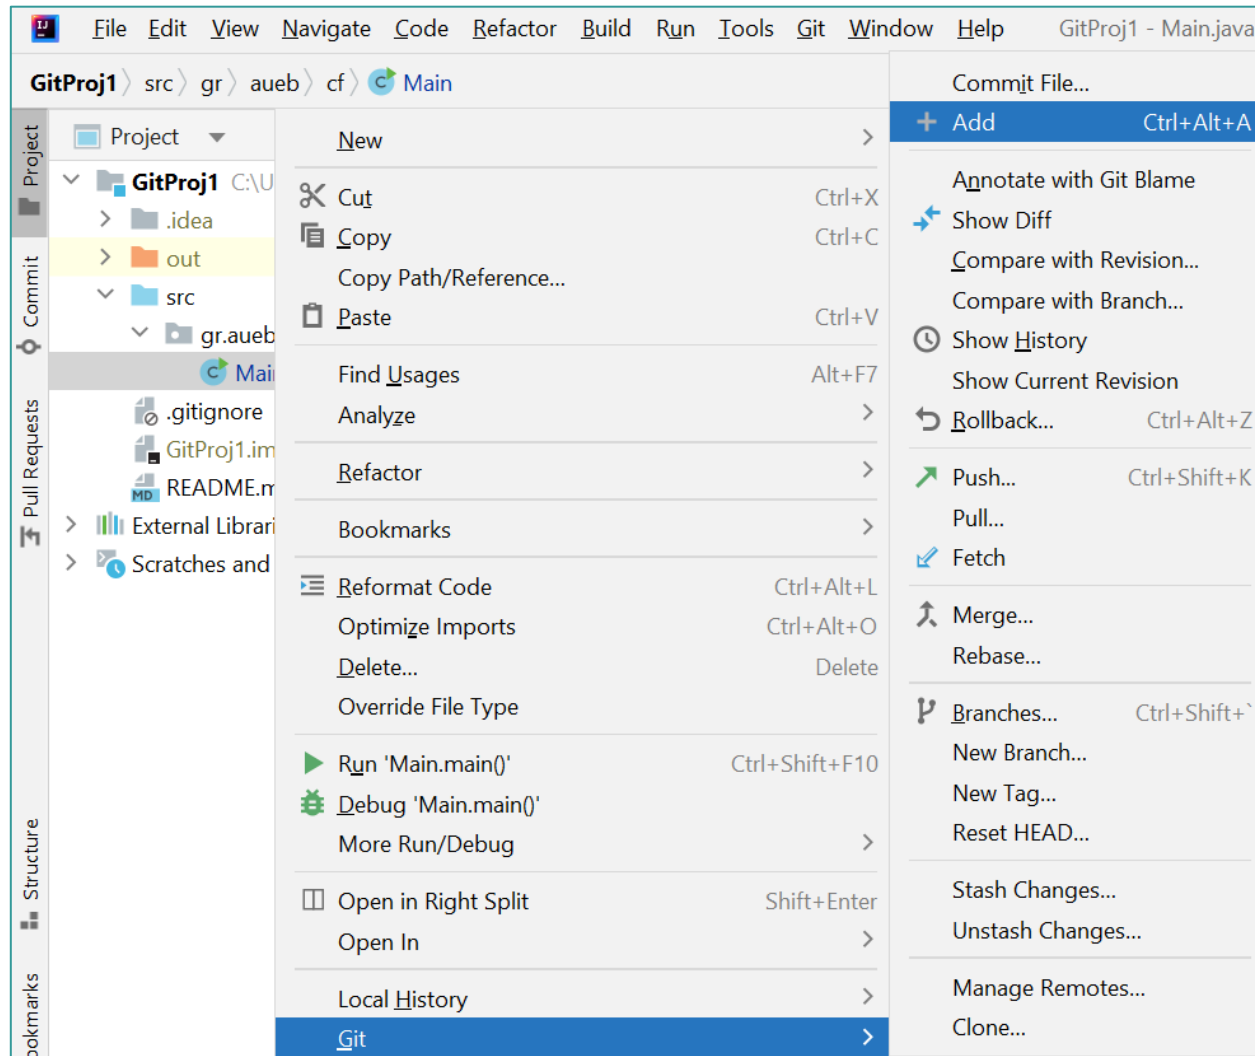 File Edit View Navigate Code Refactor Build Run Tools Git Window Help GitProj1 - Main.java
GitProj1 src gr aueb cf Main
Project
GitProj1 C:\U
.idea
out
src
gr.aueb
Mai
.gitignore
GitProj1.im
README.m
External Librari
Scratches and
Project
Commit
Pull Requests
Structure
ookmarks
New
Cut Ctrl+X
Copy Ctrl+C
Copy Path/Reference...
Paste Ctrl+V
Find Usages Alt+F7
Analyze
Refactor
Bookmarks
Reformat Code Ctrl+Alt+L
Optimize Imports Ctrl+Alt+O
Delete... Delete
Override File Type
Run 'Main.main()' Ctrl+Shift+F10
Debug 'Main.main()'
More Run/Debug
Open in Right Split Shift+Enter
Open In
Local History
Git
Commit File...
Add Ctrl+Alt+A
Annotate with Git Blame
Show Diff
Compare with Revision...
Compare with Branch...
Show History
Show Current Revision
Rollback... Ctrl+Alt+Z
Push... Ctrl+Shift+K
Pull...
Fetch
Merge...
Rebase...
Branches... Ctrl+Shift+`
New Branch...
New Tag...
Reset HEAD...
Stash Changes...
Unstash Changes...
Manage Remotes...
Clone...